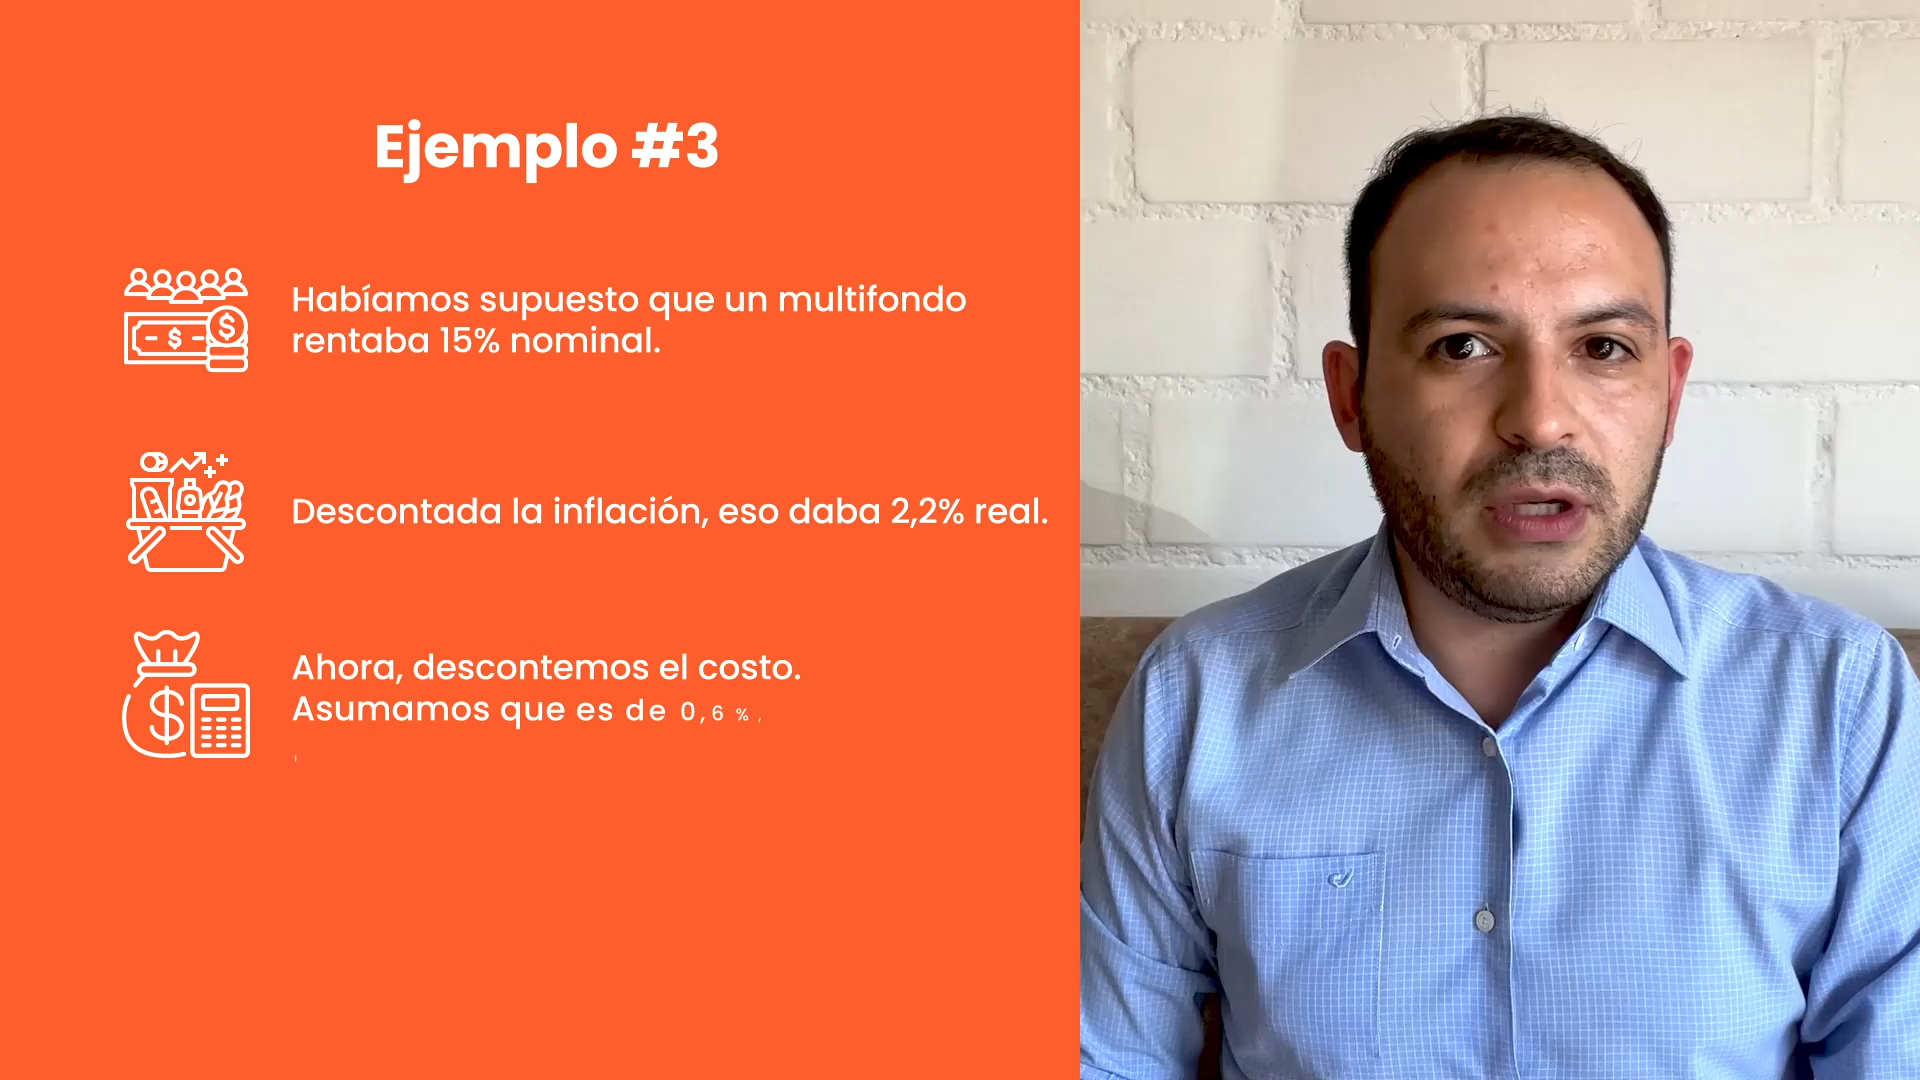 Ejemplo #3
Habíamos supuesto que un multifondo
rentaba 15% nominal.
Descontada la inflación, eso daba 2,2% real.
Ahora, descontemos el costo.
Asumamos que es de 0,6%,